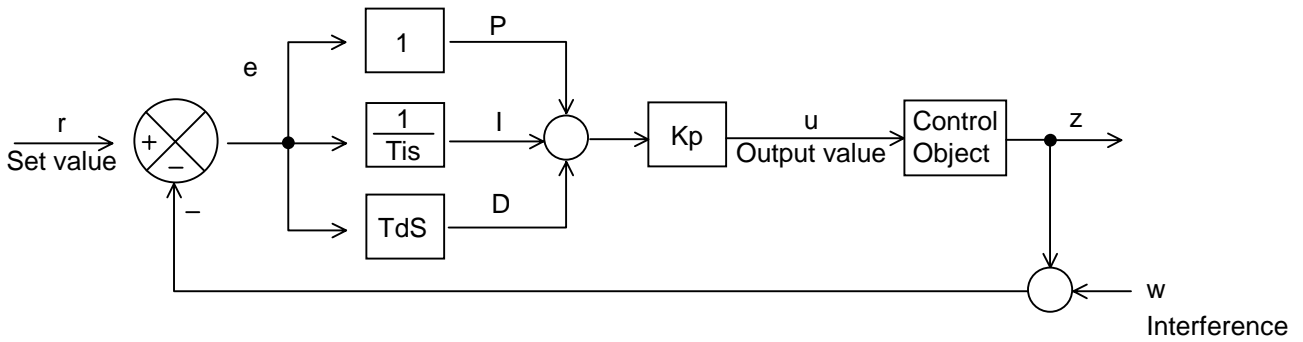 r
Set value
+
−
−
e
1
P
1
Tis
I
TdS
D
Kp
u
Output value
Control
Object
z
w
Interference